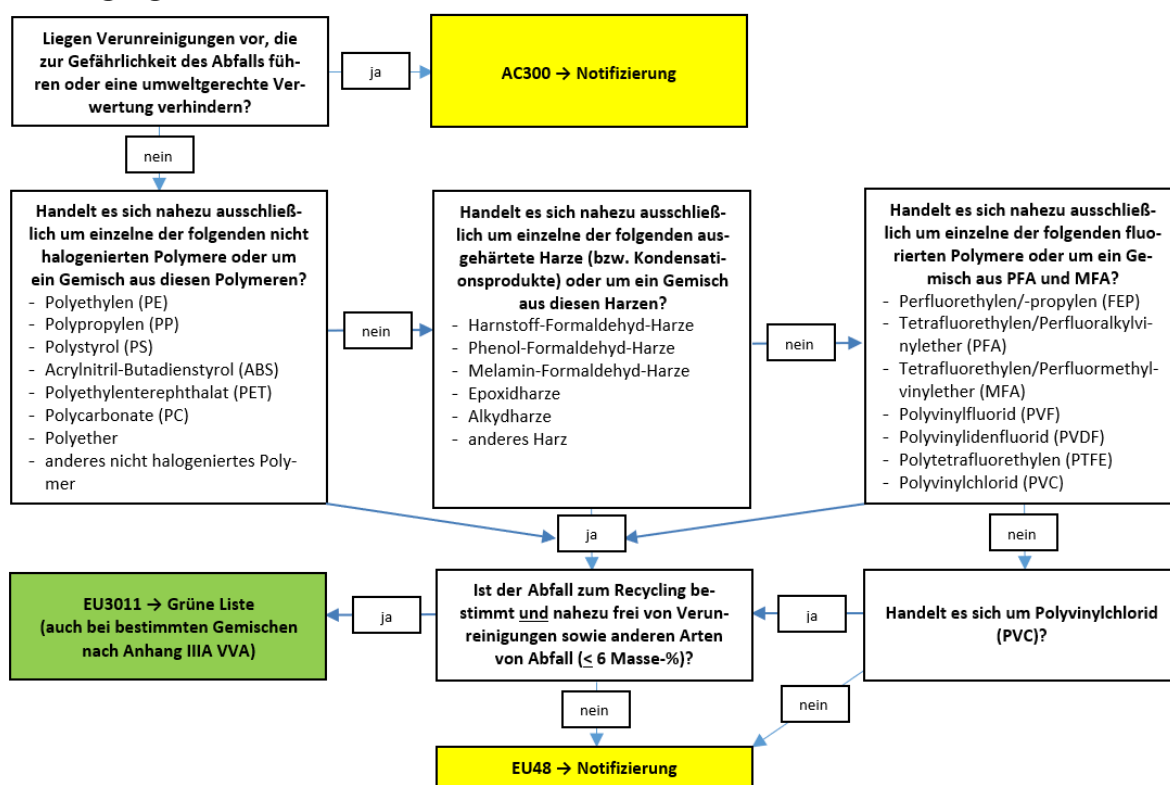 Liegen Verunreinigungen vor, die
zur Gefährlichkeit des Abfalls füh-
ren oder eine umweltgerechte Ver-
wertung verhindern?
ja
AC300 → Notifizierung
nein
Handelt es sich nahezu ausschließ-
lich um einzelne der folgenden nicht
halogenierten Polymere oder um
ein Gemisch aus diesen Polymeren?
- Polyethylen (PE)
- Polypropylen (PP)
- Polystyrol (PS)
- Acrylnitril-Butadienstyrol (ABS)
- Polyethylenterephthalat (PET)
- Polycarbonate (PC)
- Polyether
- anderes nicht halogeniertes Poly-
mer
nein
Handelt es sich nahezu ausschließ-
lich um einzelne der folgenden aus-
gehärtete Harze (bzw. Kondensati-
onsprodukte) oder um ein Gemisch
aus diesen Harzen?
- Harnstoff-Formaldehyd-Harze
- Phenol-Formaldehyd-Harze
- Melamin-Formaldehyd-Harze
- Epoxidharze
- Alkydharze
- anderes Harz
nein
Handelt es sich nahezu ausschließ-
lich um einzelne der folgenden fluo-
rierten Polymere oder um ein Ge-
misch aus PFA und MFA?
- Perfluorethylen/-propylen (FEP)
- Tetrafluorethylen/Perfluoralkylvi-
nylether (PFA)
- Tetrafluorethylen/Perfluormethyl-
vinylether (MFA)
- Polyvinylfluorid (PVF)
- Polyvinylidenfluorid (PVDF)
- Polytetrafluorethylen (PTFE)
- Polyvinylchlorid (PVC)
ja
nein
EU3011 → Grüne Liste
(auch bei bestimmten Gemischen
nach Anhang IIIA VVA)
ja
Ist der Abfall zum Recycling be-
stimmt und nahezu frei von Verun-
reinigungen sowie anderen Arten
von Abfall (≤ 6 Masse-%)?
ja
Handelt es sich um Polyvinylchlorid
(PVC)?
nein
nein
EU48 → Notifizierung